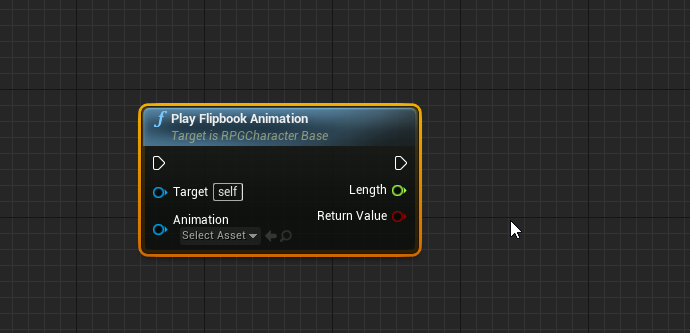 f Play Flipbook Animation
Target is RPGCharacter Base
Target self
Length
Animation
Return Value
Select Asset